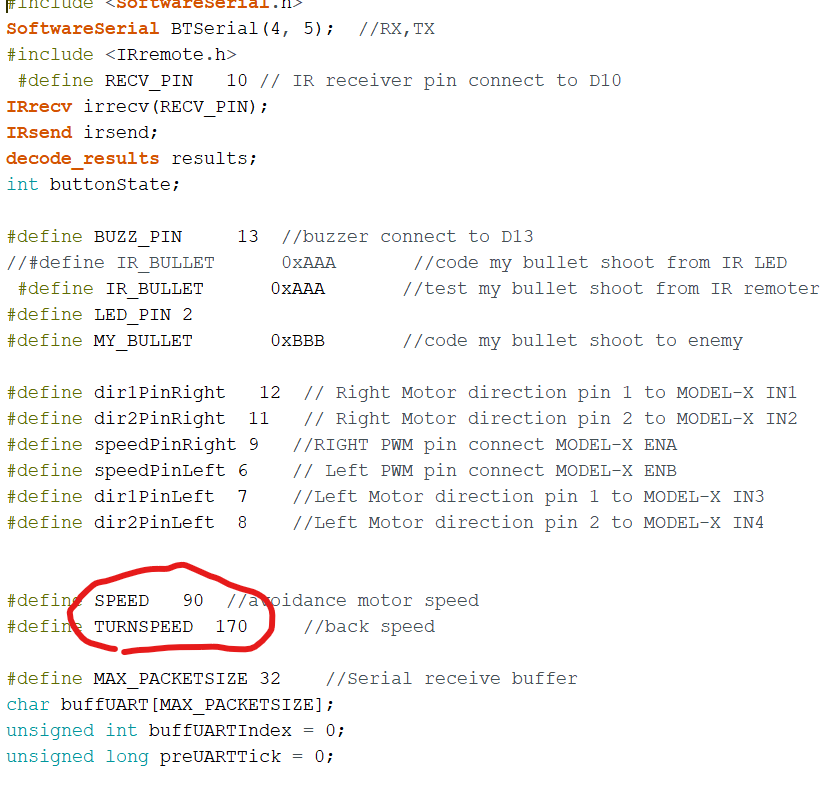 #include <SoftwareSerial.h>
SoftwareSerial BTSerial(4, 5);  //RX,TX
#include <IRremote.h>
#define RECV_PIN   10 // IR receiver pin connect to D10
IRrecv irrecv(RECV_PIN);
IRsend irsend;
decode_results results;
int buttonState;
#define BUZZ_PIN     13  //buzzer connect to D13
//#define IR_BULLET      0xAAA       //code my bullet shoot from IR LED
#define IR_BULLET      0xAAA       //test my bullet shoot from IR remoter
#define LED_PIN 2
#define MY_BULLET       0xBBB       //code my bullet shoot to enemy
#define dir1PinRight   12  // Right Motor direction pin 1 to MODEL-X IN1
#define dir2PinRight  11   // Right Motor direction pin 2 to MODEL-X IN2
#define speedPinRight 9   //RIGHT PWM pin connect MODEL-X ENA
#define speedPinLeft 6    // Left PWM pin connect MODEL-X ENB
#define dir1PinLeft  7    //Left Motor direction pin 1 to MODEL-X IN3
#define dir2PinLeft  8    //Left Motor direction pin 2 to MODEL-X IN4
#define SPEED   90  //avoidance motor speed
#define TURNSPEED  170     //back speed
#define MAX_PACKETSIZE 32    //Serial receive buffer
char buffUART[MAX_PACKETSIZE];
unsigned int buffUARTIndex = 0;
unsigned long preUARTTick = 0;